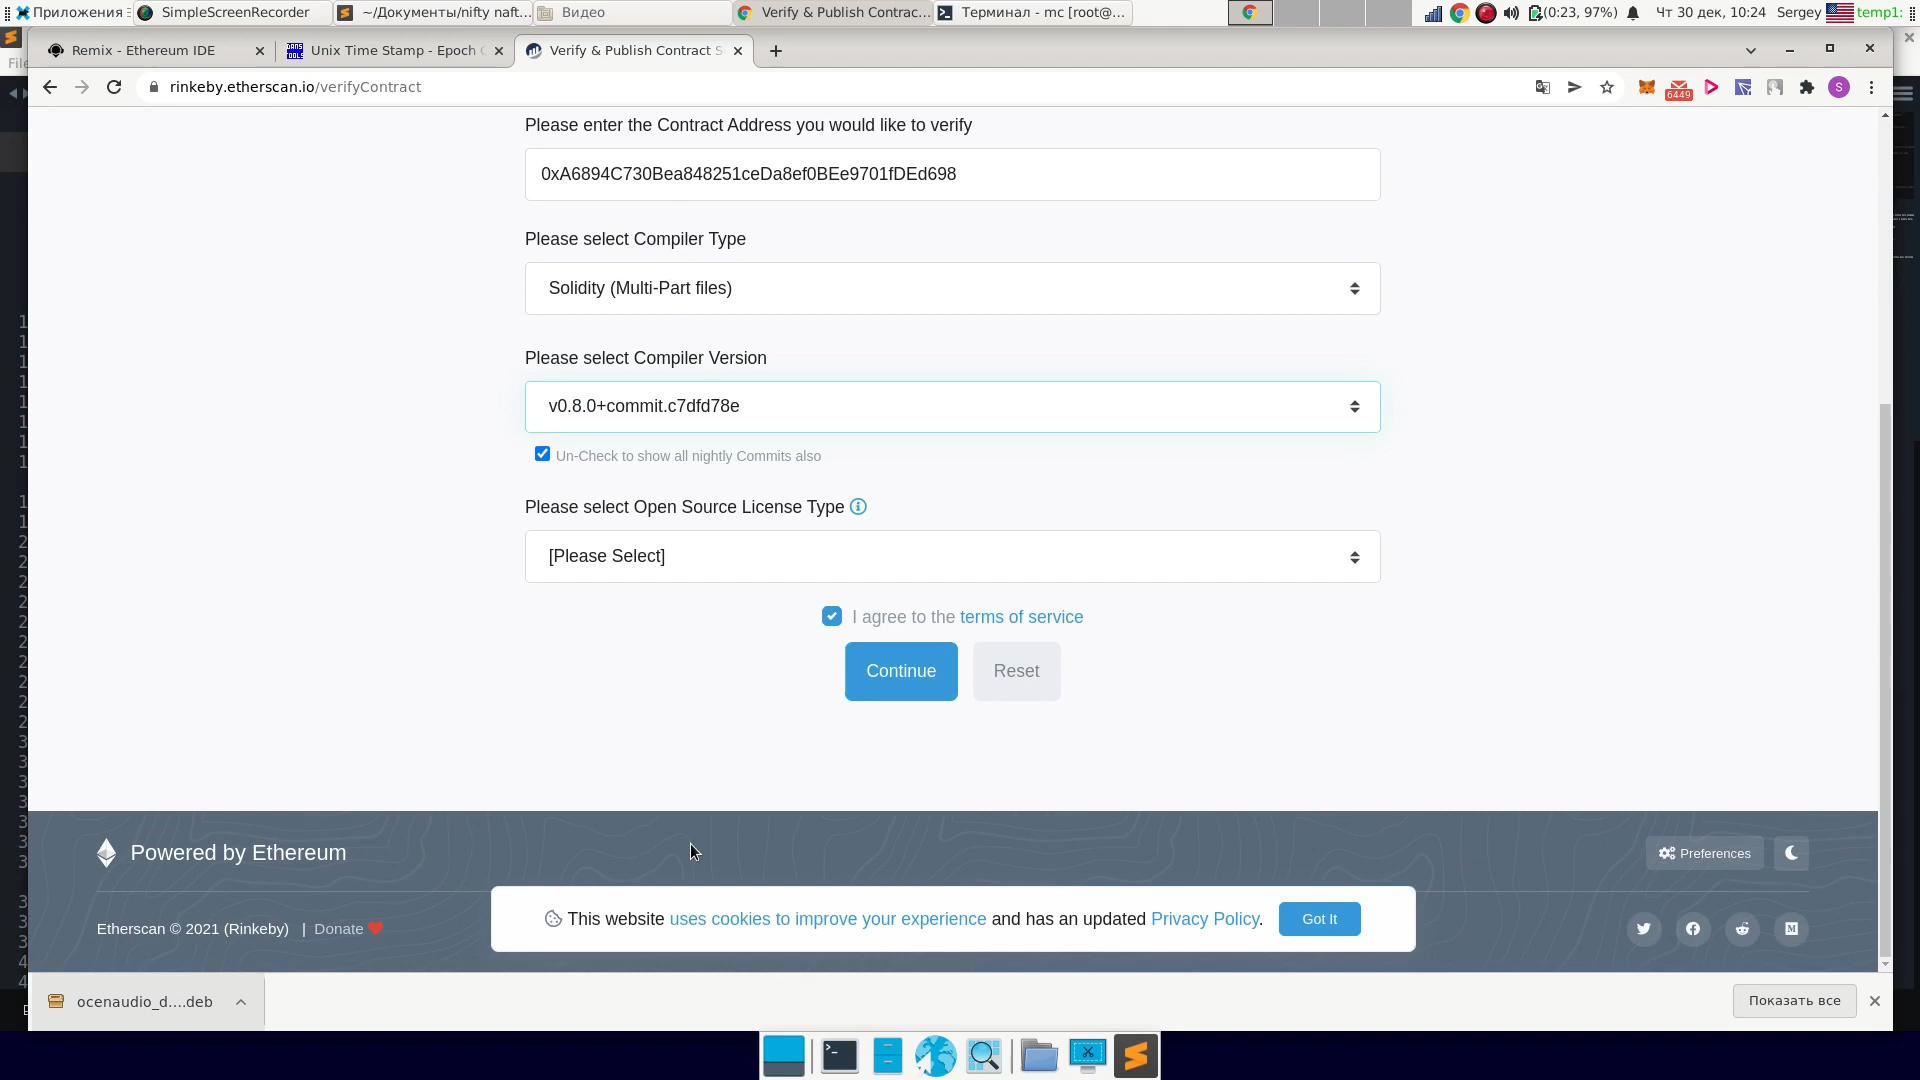 Приложения
SimpleScreenRecorder
~/Документы/nifty naft...
Видео
Verify & Publish Contrac...
Терминал - mc [root@...
(0:23, 97%)
Чт 30 дек, 10:24
Sergey
temp1:
File
Remix - Ethereum IDE
Unix Time Stamp - Epoch C
Verify & Publish Contract S
rinkeby.etherscan.io/verifyContract
6449
S
Please enter the Contract Address you would like to verify
0xA6894C730Bea848251ceDa8ef0BEe9701fDEd698
Please select Compiler Type
Solidity (Multi-Part files)
Please select Compiler Version
v0.8.0+commit.c7dfd78e
Un-Check to show all nightly Commits also
Please select Open Source License Type
[Please Select]
I agree to the terms of service
Continue
Reset
Powered by Ethereum
Preferences
Etherscan © 2021 (Rinkeby) | Donate
This website uses cookies to improve your experience and has an updated Privacy Policy.
Got It
ocenaudio_d....deb
Показать все